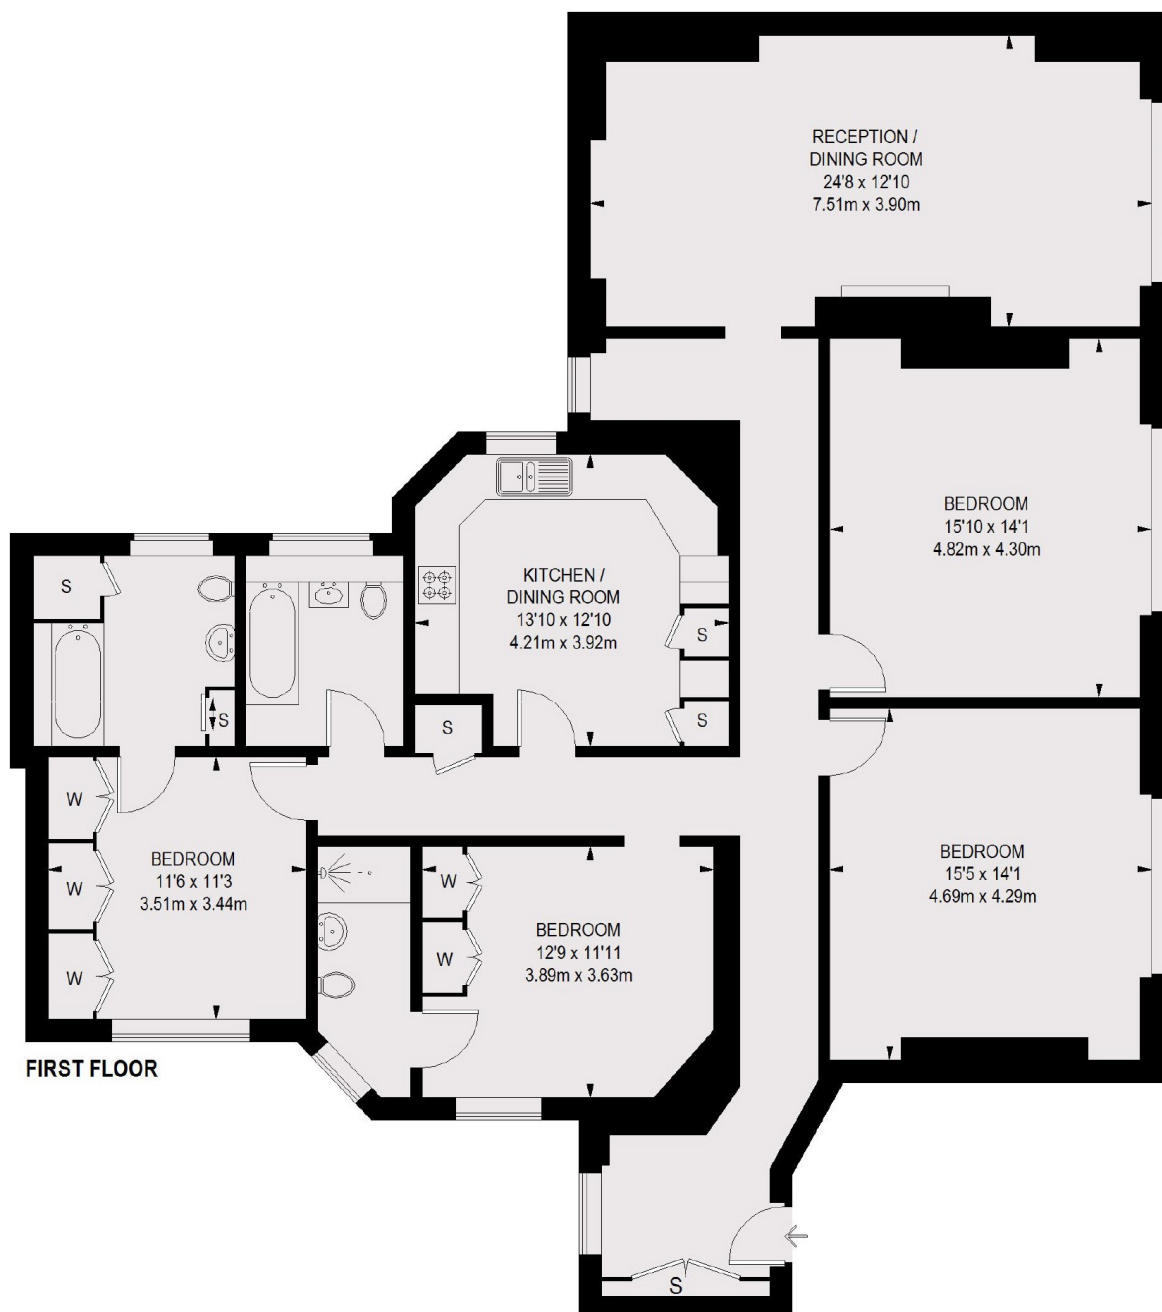 RECEPTION /
DINING ROOM
24'8 x 12'10
7.51m x 3.90m
BEDROOM
15'10 x 14'1
4.82m x 4.30m
KITCHEN /
DINING ROOM
13'10 x 12'10
4.21m x 3.92m
S
S
S
S
S
W
W
W
BEDROOM
11'6 x 11'3
3.51m x 3.44m
W
W
BEDROOM
12'9 x 11'11
3.89m x 3.63m
BEDROOM
15'5 x 14'1
4.69m x 4.29m
FIRST FLOOR
S